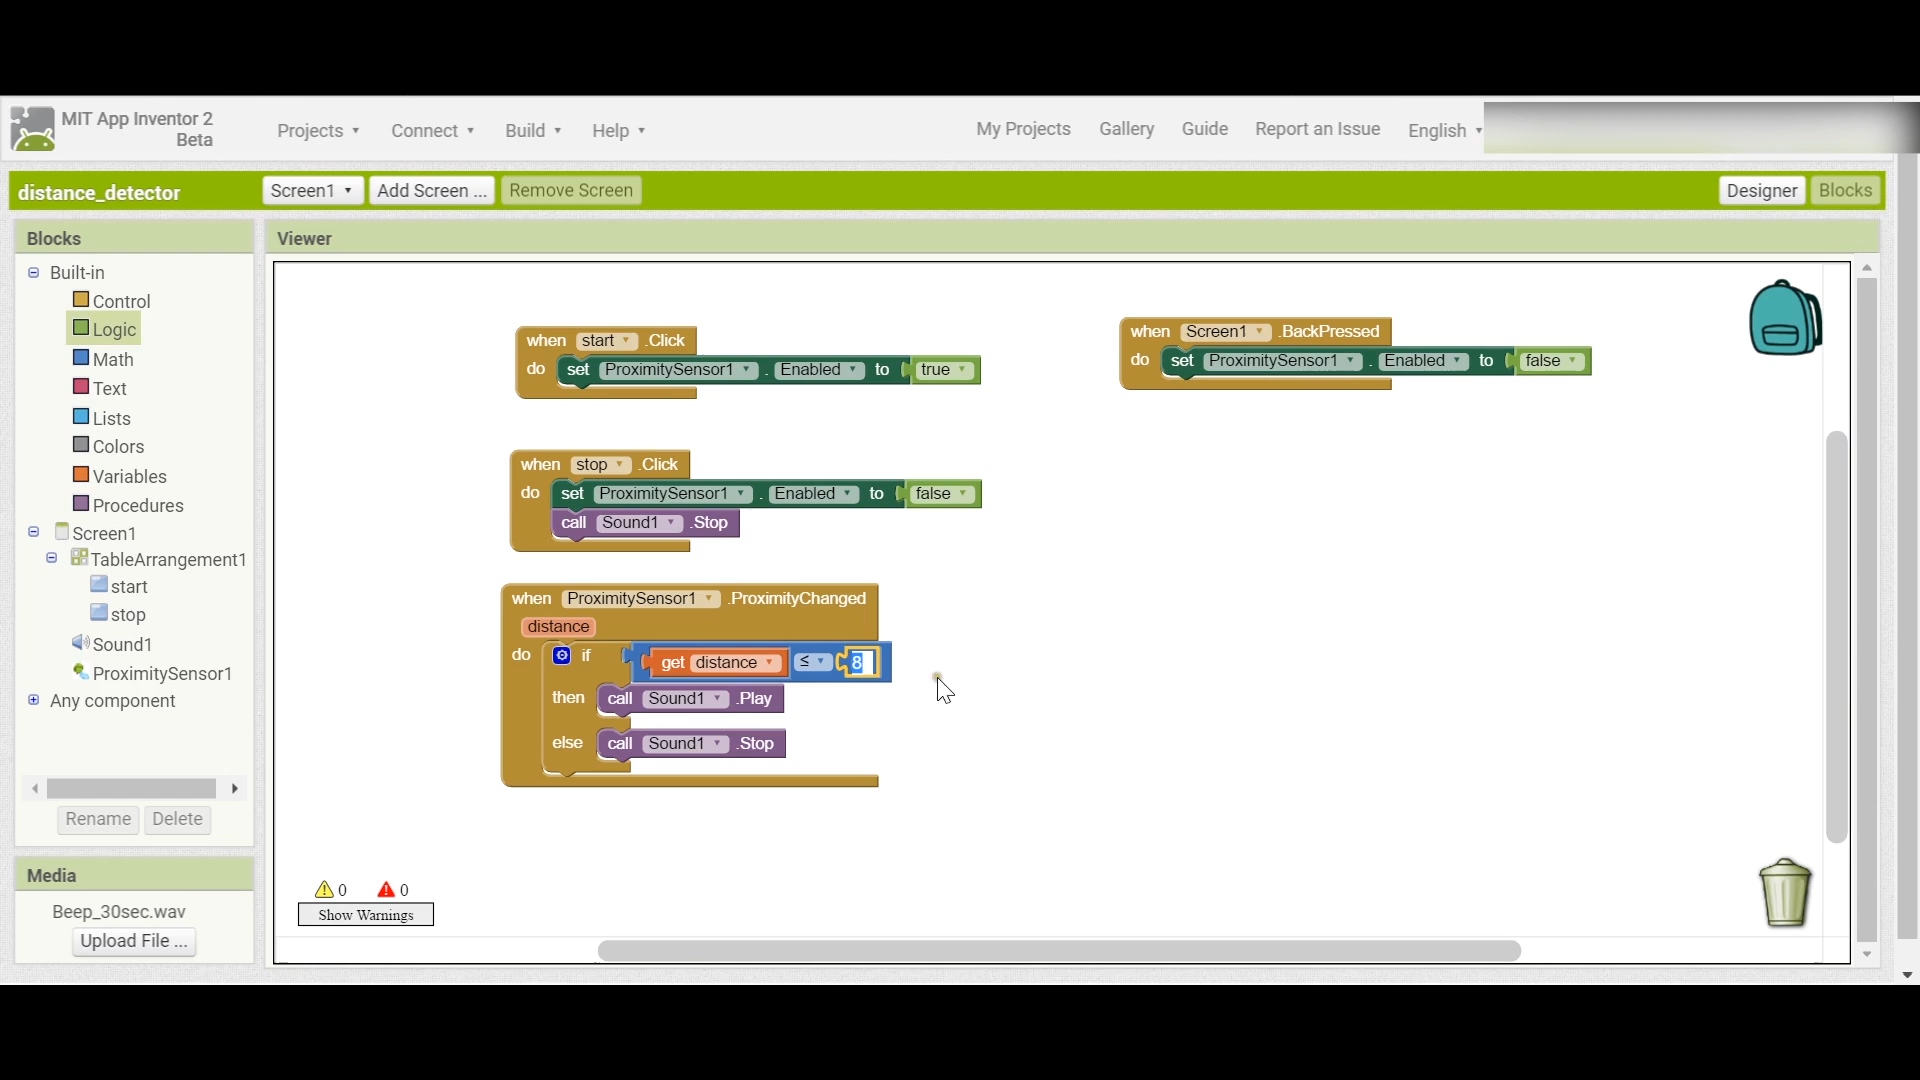 MIT App Inventor 2
Beta
Projects Connect Build Help My Projects Gallery Guide Report an Issue English
distance_detector Screen1 Add Screen ... Remove Screen Designer Blocks
Blocks
Built-in
Control
Logic
Math
Text
Lists
Colors
Variables
Procedures
Screen1
TableArrangement1
start
stop
Sound1
ProximitySensor1
Any component
Rename Delete
Media
Beep_30sec.wav
Upload File ...
Viewer
when start .Click
do set ProximitySensor1 . Enabled to true
when stop .Click
do set ProximitySensor1 . Enabled to false
call Sound1 .Stop
when ProximitySensor1 .ProximityChanged
distance
do if get distance ≤ 8
then call Sound1 .Play
else call Sound1 .Stop
when Screen1 .BackPressed
do set ProximitySensor1 . Enabled to false
0 0
Show Warnings